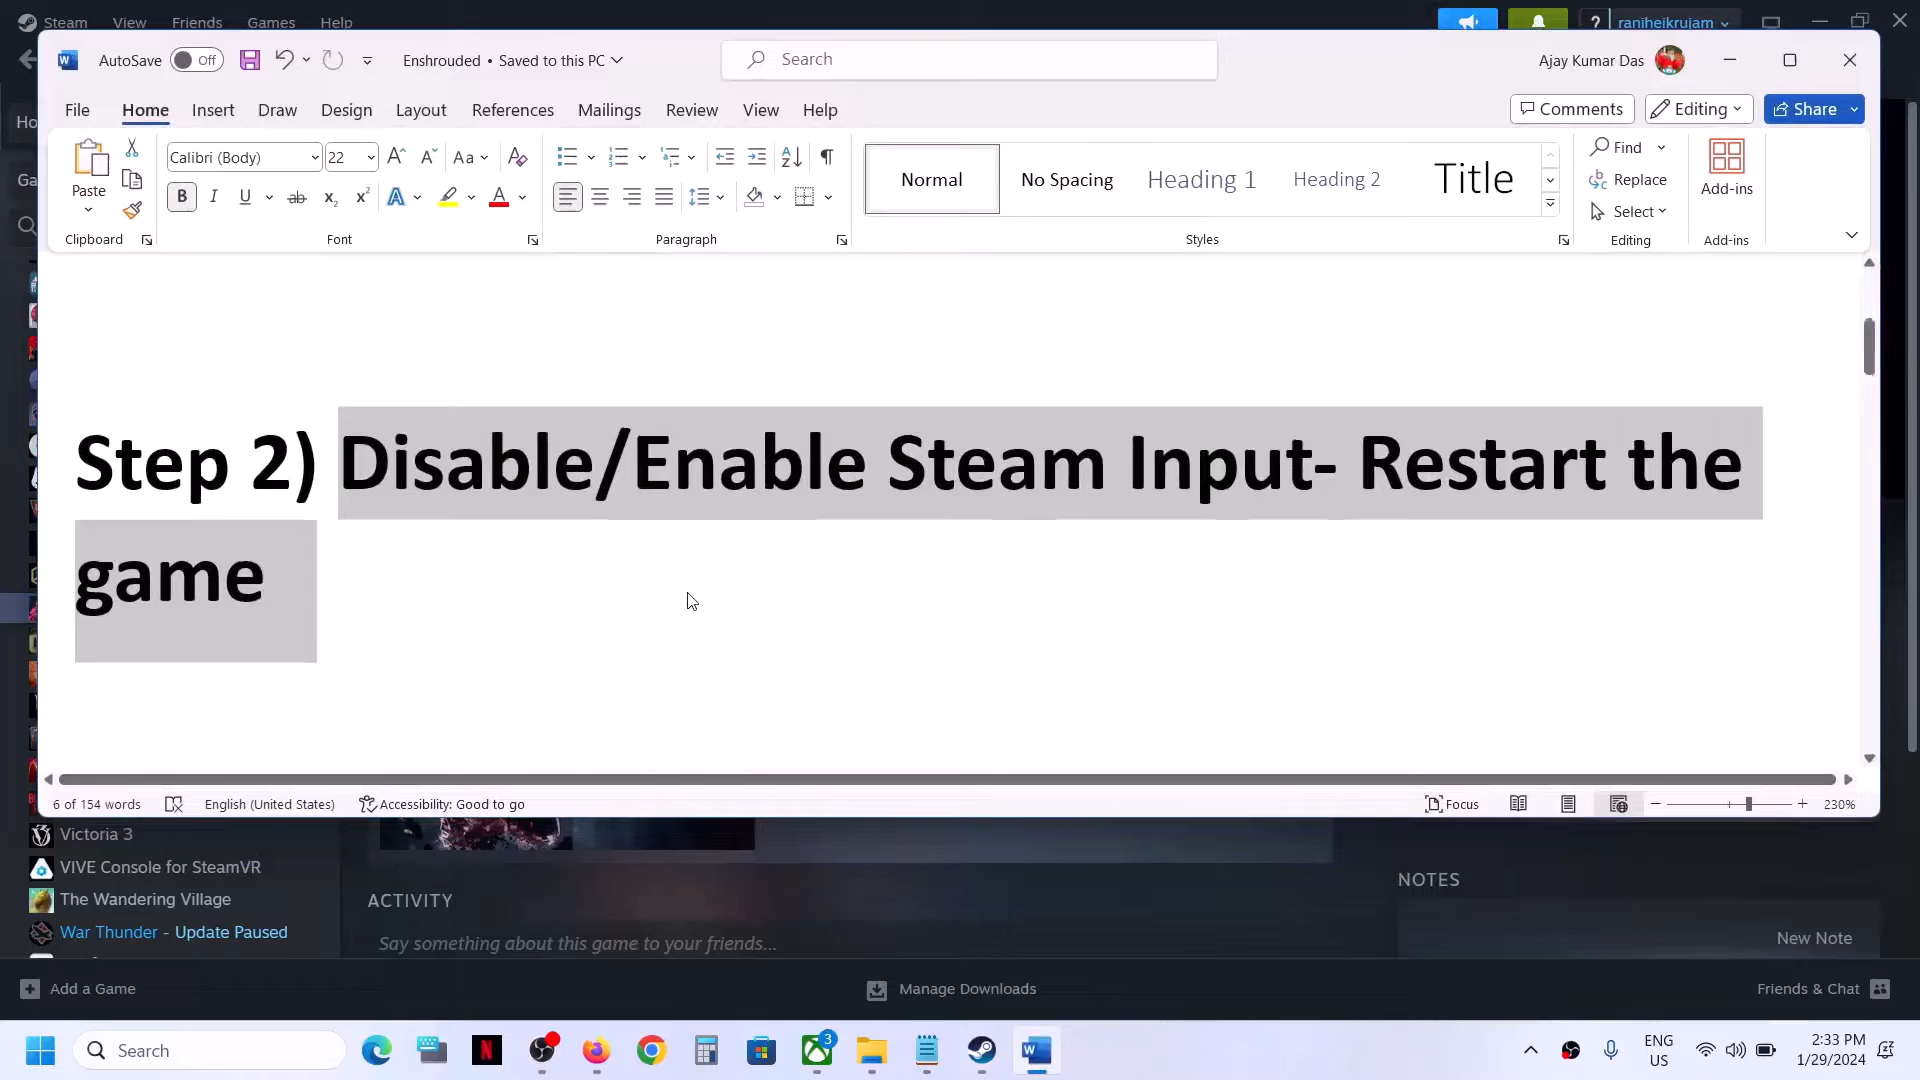 Steam View Friends Games Help
raniheikrujam
AutoSave Off Enshrouded • Saved to this PC Search Ajay Kumar Das
File Home Insert Draw Design Layout References Mailings Review View Help Comments Editing Share
Paste Calibri (Body) 22 Normal No Spacing Heading 1 Heading 2 Title Find Replace Select Add-ins
Clipboard Font Paragraph Styles Editing Add-ins
Step 2) Disable/Enable Steam Input- Restart the
game
6 of 154 words English (United States) Accessibility: Good to go Focus 230%
Victoria 3
VIVE Console for SteamVR
The Wandering Village
War Thunder - Update Paused
ACTIVITY
Say something about this game to your friends...
NOTES
New Note
Add a Game Manage Downloads Friends & Chat
Search 3 ENG US 2:33 PM 1/29/2024